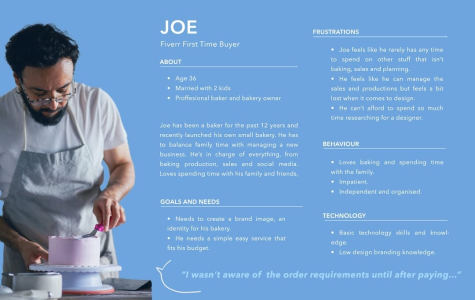 JOE
Fiverr First Time Buyer
ABOUT
• Age 36
• Married with 2 kids
• Proffesional baker and bakery owner
Joe has been a baker for the past 12 years and
recently launched his own small bakery. He has
to balance family time with managing a new
business. He's in charge of everything, from
baking production, sales and social media.
Loves spending time with his family and friends.
GOALS AND NEEDS
• Needs to create a brand image, an
identity for his bakery.
• He needs a simple easy service that
fits his budget.
FRUSTRATIONS
• Joe feels like he rarely has any time
to spend on other stuff that isn't
baking, sales and planning.
• He feels like he can manage the
sales and productions but feels a bit
lost when it comes to design.
• He can't afford to spend so much
time researching for a designer.
BEHAVIOUR
• Loves baking and spending time
with the family.
• Impatient.
• Independent and organised.
TECHNOLOGY
• Basic technology skills and knowl-
edge.
• Low design branding knowledge.
"I wasn't aware of the order requirements until after paying..."